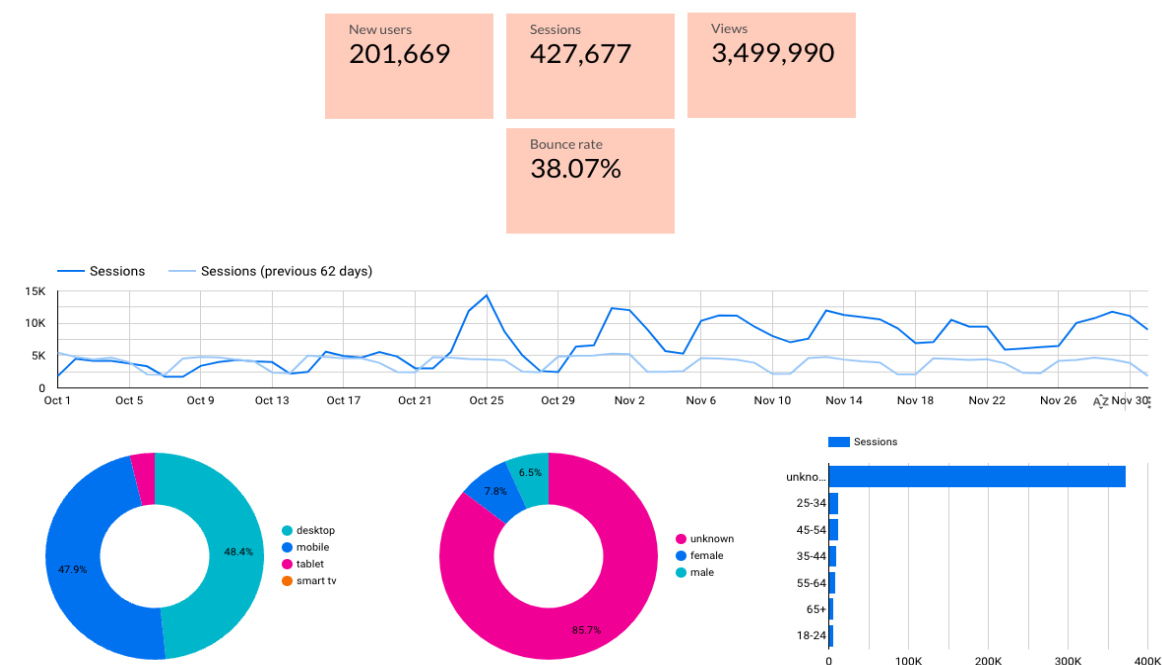 New users
201,669
Sessions
427,677
Views
3,499,990
Bounce rate
38.07%
Sessions
Sessions (previous 62 days)
15K
10K
5K
0
Oct 1 Oct 5 Oct 9 Oct 13 Oct 17 Oct 21 Oct 25 Oct 29 Nov 2 Nov 6 Nov 10 Nov 14 Nov 18 Nov 22 Nov 26 Nov 30
48.4%
47.9%
desktop
mobile
tablet
smart tv
6.5%
7.8%
85.7%
unknown
female
male
Sessions
unkno...
25-34
45-54
35-44
55-64
65+
18-24
0 100K 200K 300K 400K